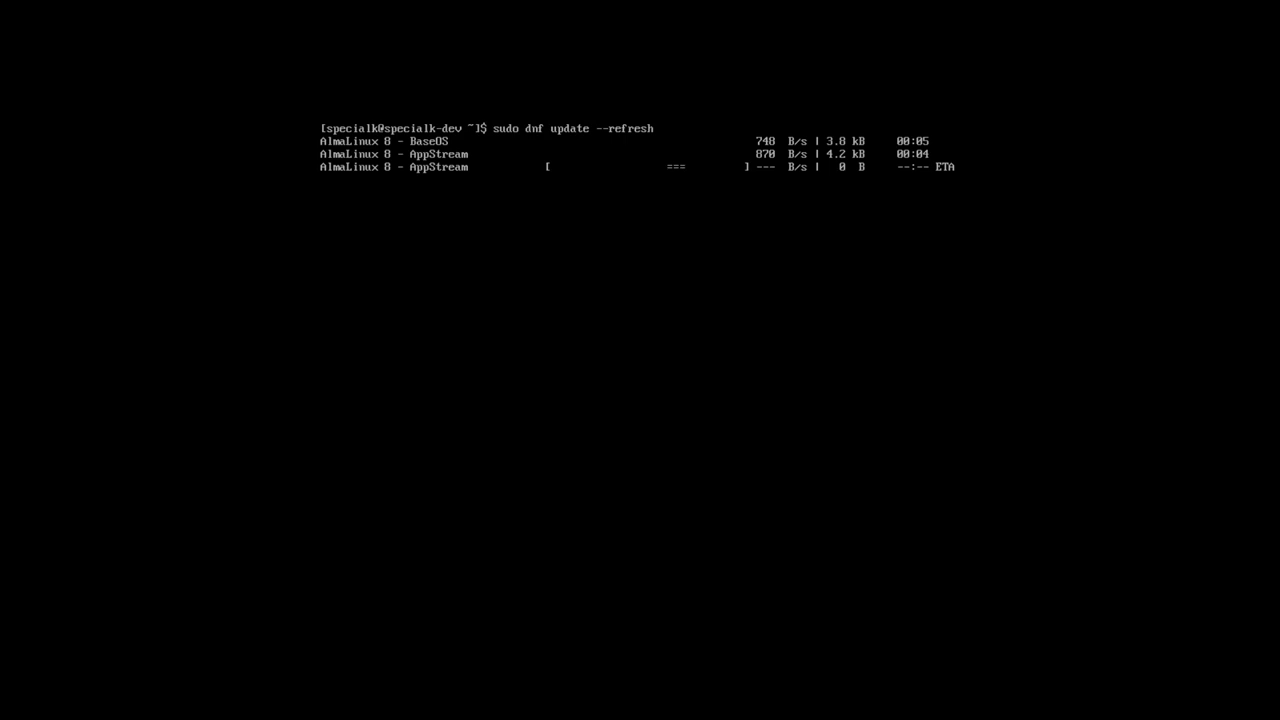 [specialk@specialk-dev ~]$ sudo dnf update --refresh
AlmaLinux 8 - BaseOS                                                748  B/s | 3.8 kB     00:05
AlmaLinux 8 - AppStream                                             870  B/s | 4.2 kB     00:04
AlmaLinux 8 - AppStream            [                  ===         ] ---  B/s |   0  B     --:-- ETA